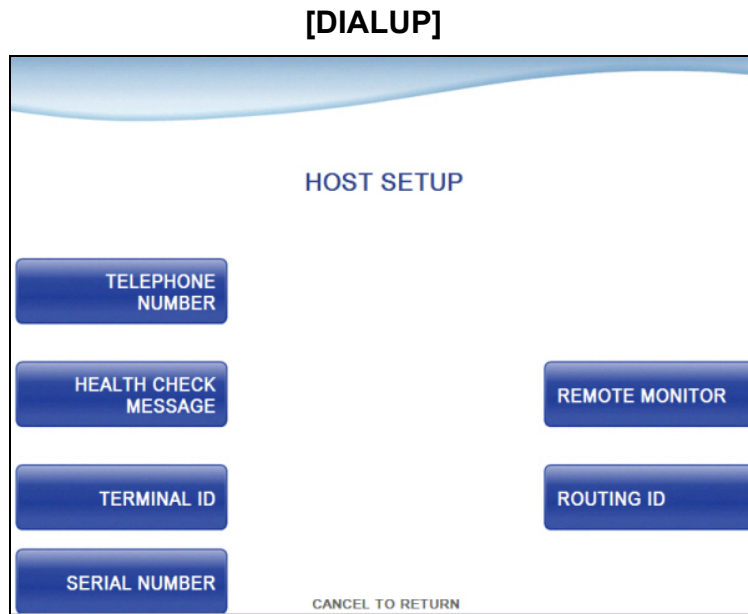 [DIALUP]
HOST SETUP
TELEPHONE
NUMBER
HEALTH CHECK
MESSAGE
REMOTE MONITOR
TERMINAL ID
ROUTING ID
SERIAL NUMBER
CANCEL TO RETURN